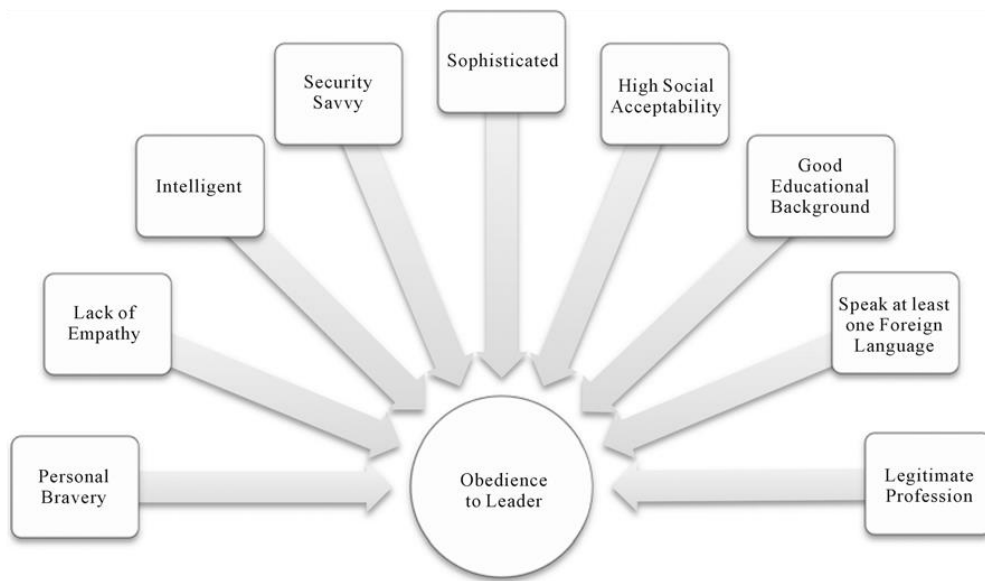 Sophisticated
Security
Savvy
High Social
Acceptability
Intelligent
Good
Educational
Background
Lack of
Empathy
Speak at least
one Foreign
Language
Personal
Bravery
Obedience
to Leader
Legitimate
Profession